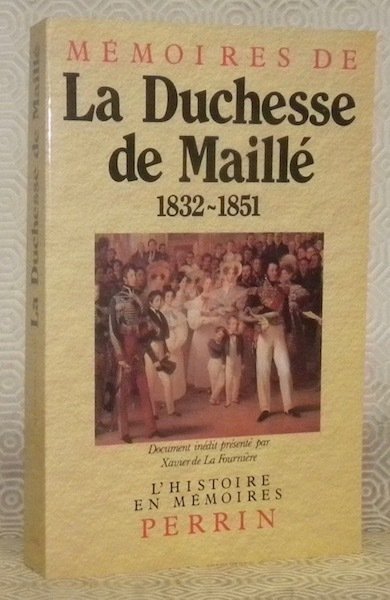 MÉMOIRES DE
La Duchesse
de Maillé
1832~1851
Document inédit présenté par
Xavier de La Fournière
L'HISTOIRE
EN MÉMOIRES
PERRIN
La Duchesse de Maillé